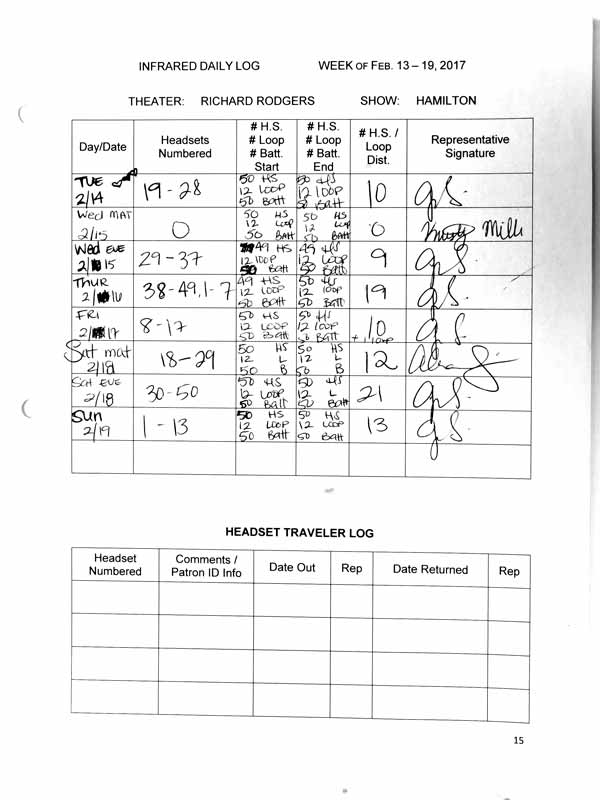 INFRARED DAILY LOG WEEK OF FEB. 13 – 19, 2017
THEATER: RICHARD RODGERS SHOW: HAMILTON
Day/Date Headsets Numbered # H.S. # Loop # Batt. Start # H.S. # Loop # Batt. End # H.S. / Loop Dist. Representative Signature
TUE 2/14 19-28 50 HS 12 LOOP 50 Batt 50 HS 12 LOOP 50 Batt 10 G.S.
Wed MAT 2/15 0 50 HS 12 Loop 50 BAtt 50 HS 12 Loop 50 BAtt 0 Mills
Wed EVE 2/15 29-37 49 HS 12 LOOP 50 Batt 49 HS 12 LOOP 50 Batt 9 G.S.
THUR 2/16 38-49,1-7 49 HS 12 LOOP 50 Batt 50 HS 12 LOOP 50 Batt 19 G.S.
FRI 2/17 8-17 50 HS 12 LOOP 50 BATT 50 HS 12 LOOP 50 BATT 10 + 1 LOOP G.S.
Sat mat 2/18 18-29 50 HS 12 L 50 B 50 HS 12 L 50 B 12
Sat EVE 2/18 30-50 50 HS 12 LOOP 50 Batt 50 HS 12 L 50 Batt 21 G.S.
Sun 2/19 1-13 50 HS 12 LOOP 50 Batt 50 HS 12 LOOP 50 Batt 13 G.S.
HEADSET TRAVELER LOG
Headset Numbered Comments / Patron ID Info Date Out Rep Date Returned Rep
15